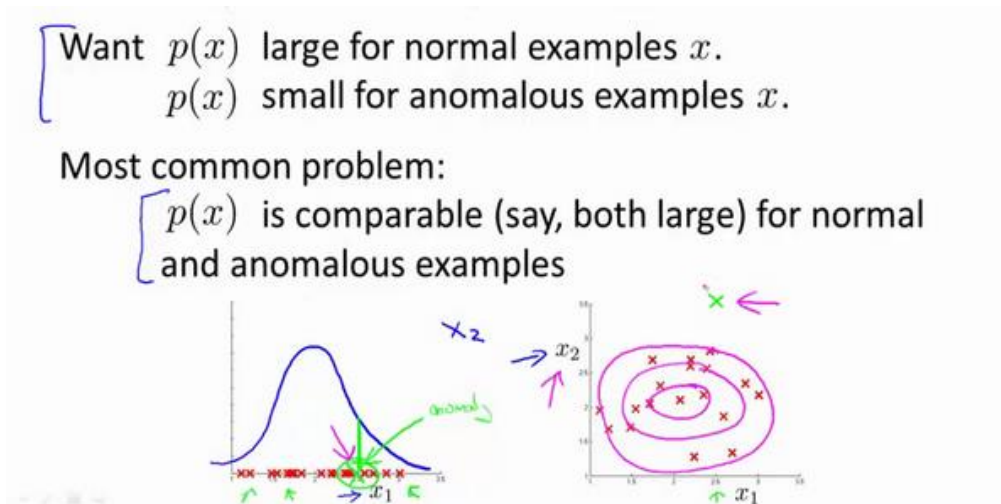 Want p(x) large for normal examples x.
p(x) small for anomalous examples x.
Most common problem:
p(x) is comparable (say, both large) for normal
and anomalous examples
x2
x2
anomaly
x1
x1